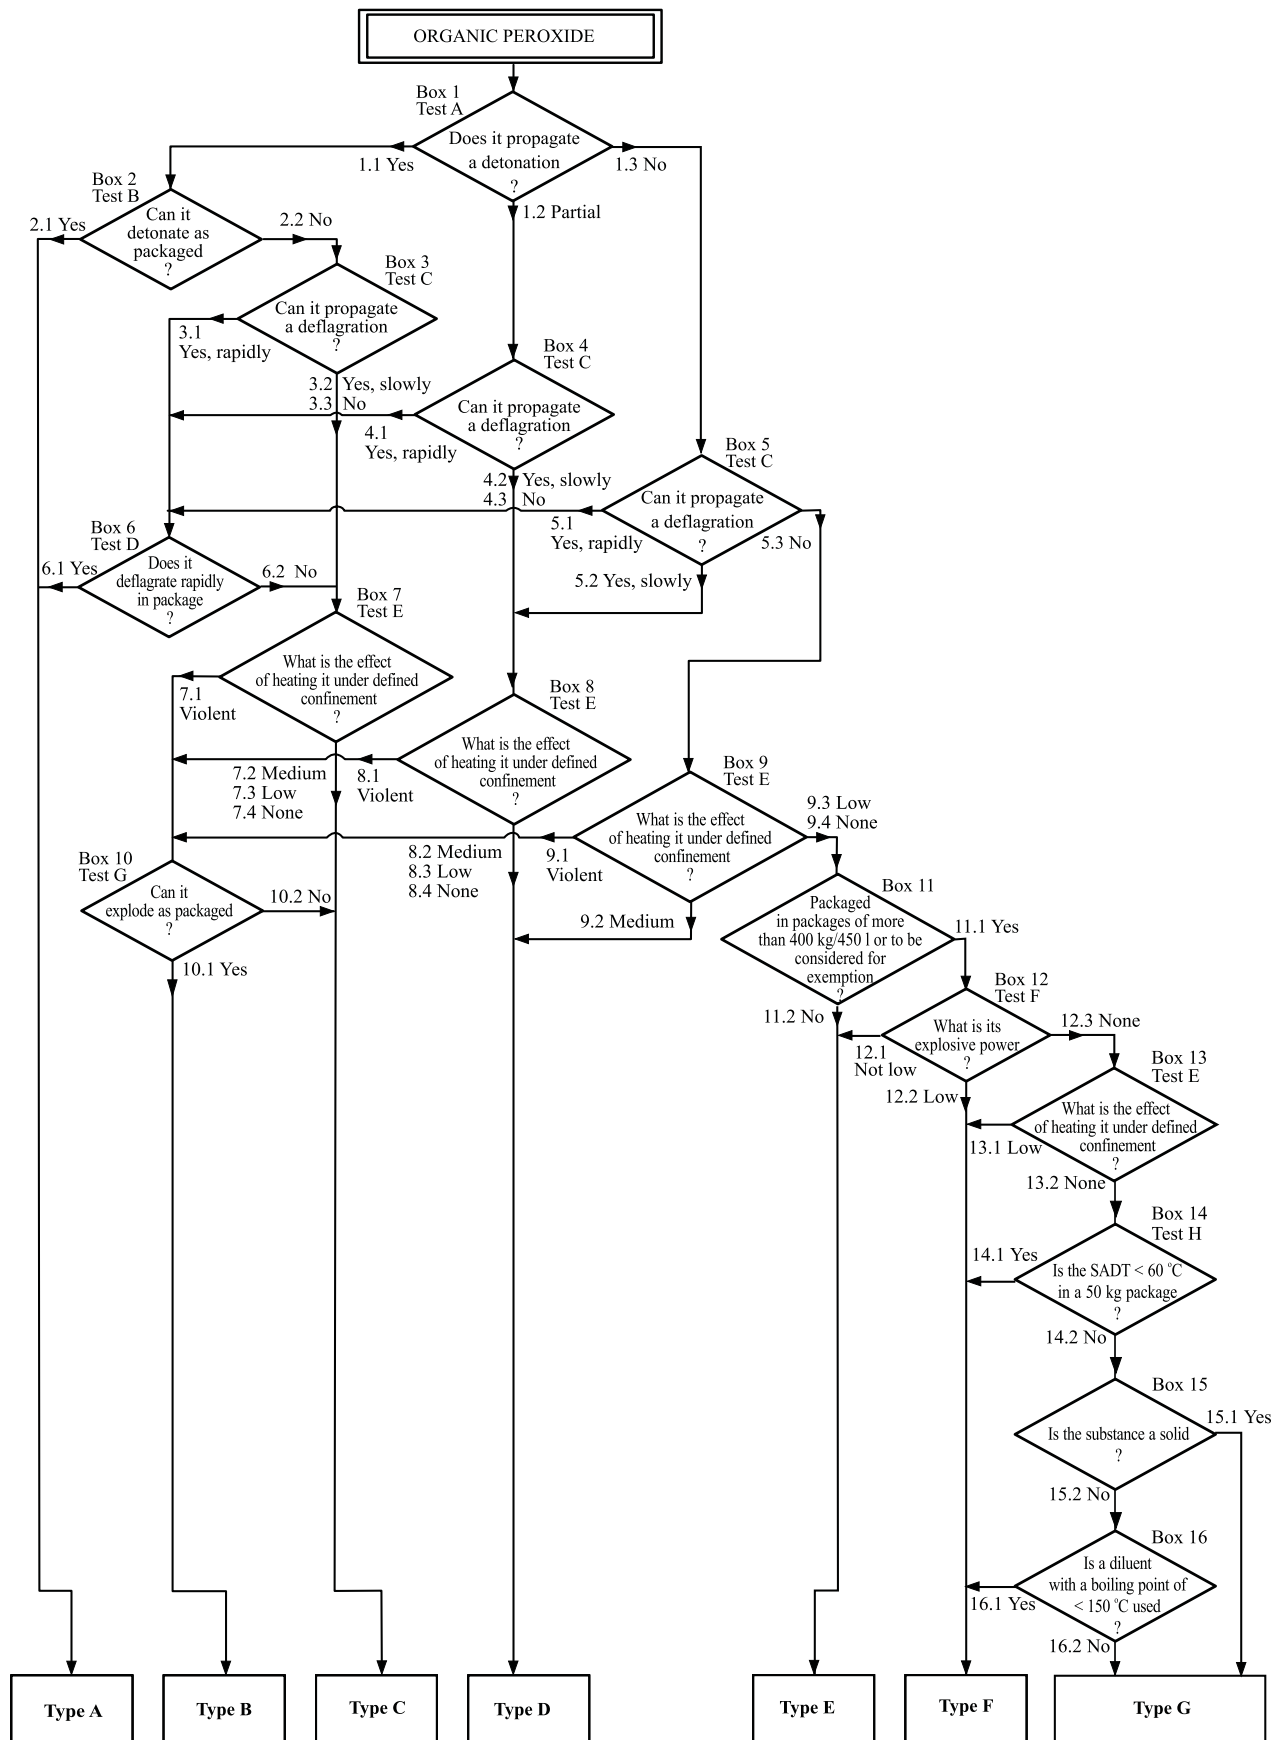 ORGANIC PEROXIDE
Box 1
Test A
Does it propagate
a detonation
?
1.1 Yes
1.3 No
1.2 Partial
Box 2
Test B
Can it
detonate as
packaged
?
2.1 Yes
2.2 No
Box 3
Test C
Can it propagate
a deflagration
?
3.1
Yes, rapidly
3.2 Yes, slowly
3.3 No
Box 4
Test C
Can it propagate
a deflagration
?
4.1
Yes, rapidly
4.2 Yes, slowly
4.3 No
Box 5
Test C
Can it propagate
a deflagration
?
5.1
Yes, rapidly
5.3 No
5.2 Yes, slowly
Box 6
Test D
Does it
deflagrate rapidly
in package
?
6.1 Yes
6.2 No
Box 7
Test E
What is the effect
of heating it under defined
confinement
?
7.1
Violent
7.2 Medium
7.3 Low
7.4 None
Box 8
Test E
What is the effect
of heating it under defined
confinement
?
8.1
Violent
8.2 Medium
8.3 Low
8.4 None
Box 9
Test E
What is the effect
of heating it under defined
confinement
?
9.1
Violent
9.3 Low
9.4 None
9.2 Medium
Box 10
Test G
Can it
explode as packaged
?
10.2 No
10.1 Yes
Box 11
Packaged
in packages of more
than 400 kg/450 l or to be
considered for
exemption
?
11.1 Yes
11.2 No
Box 12
Test F
What is its
explosive power
?
12.1
Not low
12.3 None
12.2 Low
Box 13
Test E
What is the effect
of heating it under defined
confinement
?
13.1 Low
13.2 None
Box 14
Test H
Is the SADT < 60 °C
in a 50 kg package
?
14.1 Yes
14.2 No
Box 15
Is the substance a solid
?
15.1 Yes
15.2 No
Box 16
Is a diluent
with a boiling point of
< 150 °C used
?
16.1 Yes
16.2 No
Type A
Type B
Type C
Type D
Type E
Type F
Type G